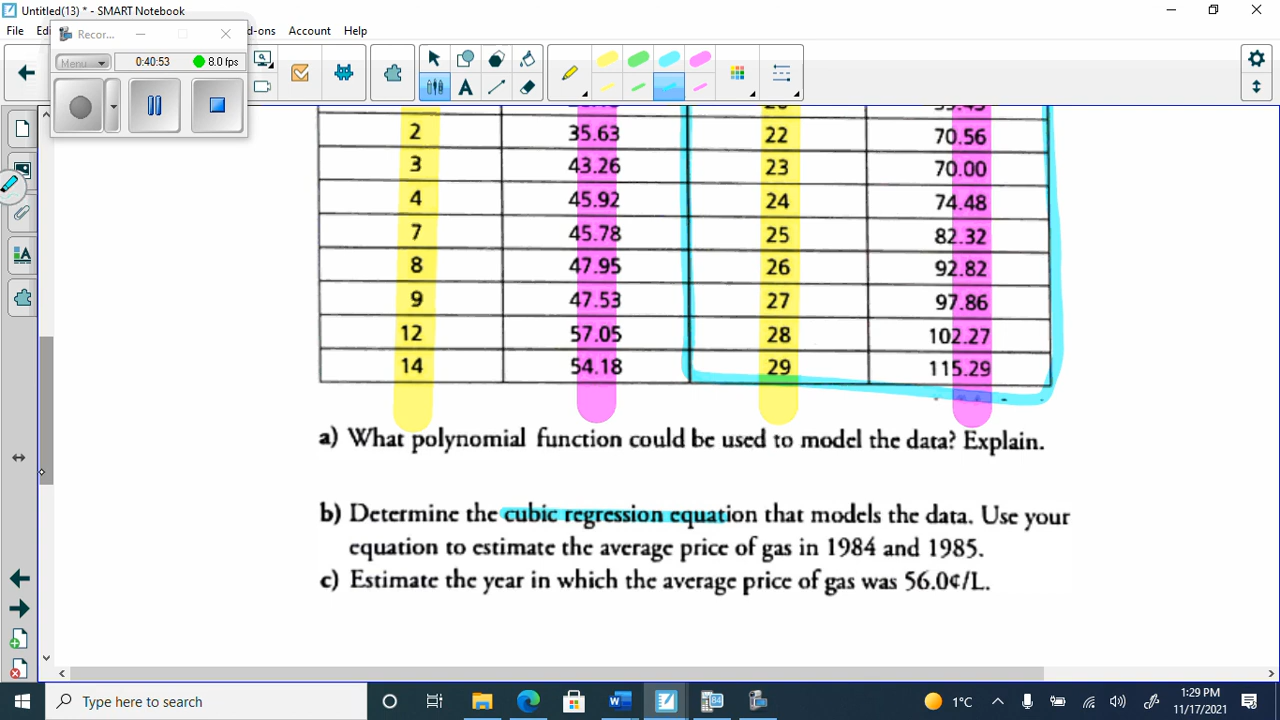 Untitled(13) * - SMART Notebook
File
Account Help
Recor...
Menu 0:40:53 8.0 fps
2 35.63 22 70.56
3 43.26 23 70.00
4 45.92 24 74.48
7 45.78 25 82.32
8 47.95 26 92.82
9 47.53 27 97.86
12 57.05 28 102.27
14 54.18 29 115.29
a) What polynomial function could be used to model the data? Explain.
b) Determine the cubic regression equation that models the data. Use your
equation to estimate the average price of gas in 1984 and 1985.
c) Estimate the year in which the average price of gas was 56.0¢/L.
Type here to search
1°C
1:29 PM
11/17/2021